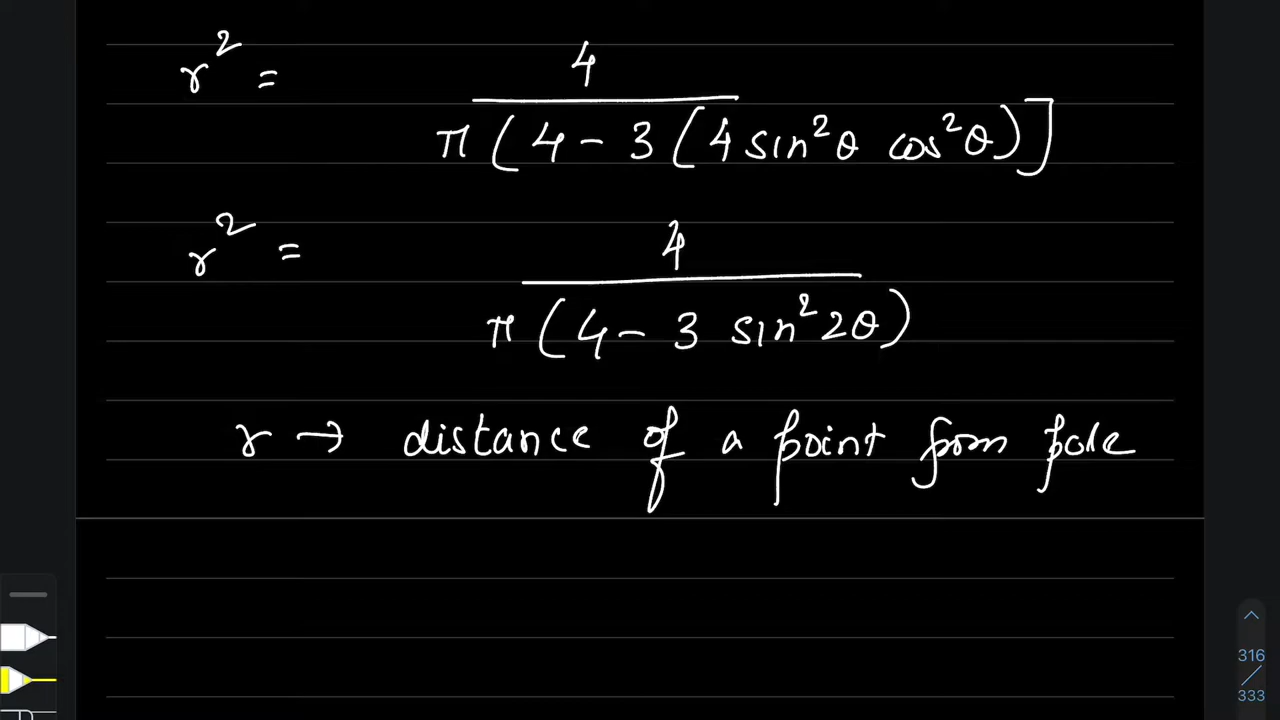 r² = 4 / π(4 - 3(4 sin²θ cos²θ)]
r² = 4 / π(4 - 3 sin²2θ)
r → distance of a point from pole
316
/
333